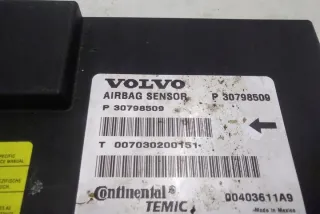 VOLVO
AIRBAG SENSOR P 30798509
P 30798509
T 007030200151
Continental®
TEMIC
00403611A9
Made in Mexico